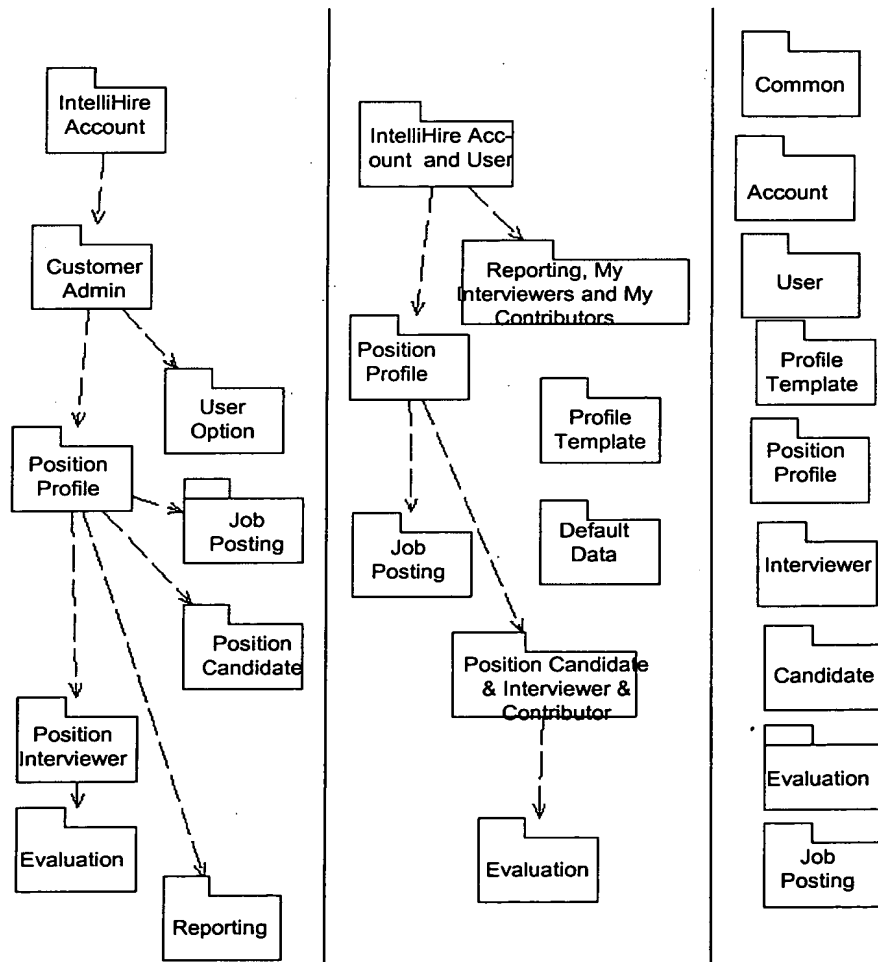 IntelliHire
Account
Customer
Admin
User
Option
Position
Profile
Job
Posting
Position
Candidate
Position
Interviewer
Evaluation
Reporting
IntelliHire Acc-
ount and User
Reporting, My
Interviewers and My
Contributors
Position
Profile
Profile
Template
Job
Posting
Default
Data
Position Candidate
& Interviewer &
Contributor
Evaluation
Common
Account
User
Profile
Template
Position
Profile
Interviewer
Candidate
Evaluation
Job
Posting